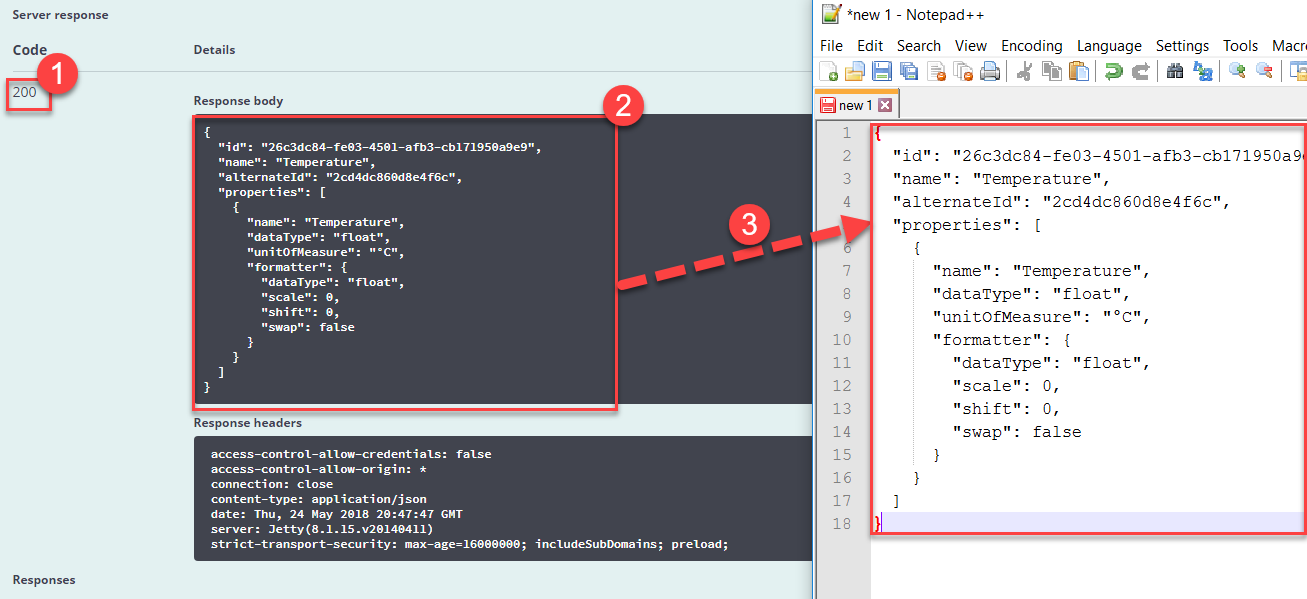 Server response
Code
Details
1
200
Response body
2
{
  "id": "26c3dc84-fe03-4501-afb3-cb171950a9e9",
  "name": "Temperature",
  "alternateId": "2cd4dc860d8e4f6c",
  "properties": [
    {
      "name": "Temperature",
      "dataType": "float",
      "unitOfMeasure": "°C",
      "formatter": {
        "dataType": "float",
        "scale": 0,
        "shift": 0,
        "swap": false
      }
    }
  ]
}
Response headers
access-control-allow-credentials: false
access-control-allow-origin: *
connection: close
content-type: application/json
date: Thu, 24 May 2018 20:47:47 GMT
server: Jetty(8.1.15.v20140411)
strict-transport-security: max-age=16000000; includeSubDomains; preload;
Responses
3
*new 1 - Notepad++
File Edit Search View Encoding Language Settings Tools Macr
new 1
1 {
2   "id": "26c3dc84-fe03-4501-afb3-cb171950a9e
3   "name": "Temperature",
4   "alternateId": "2cd4dc860d8e4f6c",
"properties": [
6     {
7       "name": "Temperature",
8       "dataType": "float",
9       "unitOfMeasure": "°C",
10       "formatter": {
11         "dataType": "float",
12         "scale": 0,
13         "shift": 0,
14         "swap": false
15       }
16     }
17   ]
18 }